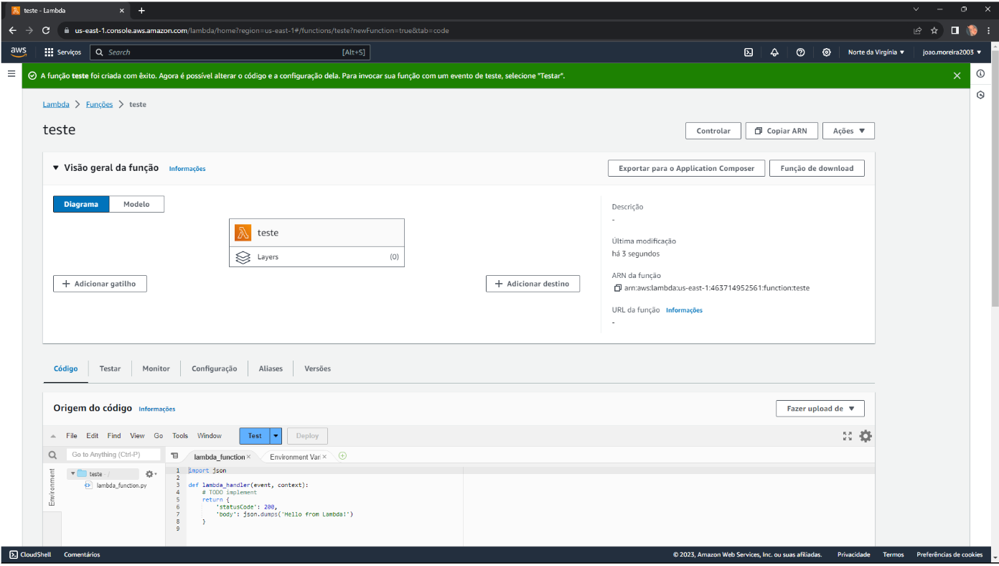 teste - Lambda
us-east-1.console.aws.amazon.com/lambda/home?region=us-east-1#/functions/teste?newFunction=true&tab=code
aws Serviços Search [Alt+S] Norte da Virgínia joao.moreira2003
A função teste foi criada com êxito. Agora é possível alterar o código e a configuração dela. Para invocar sua função com um evento de teste, selecione "Testar".
Lambda > Funções > teste
teste
Controlar Copiar ARN Ações
Visão geral da função Informações
Exportar para o Application Composer Função de download
Diagrama Modelo
teste
Layers (0)
+ Adicionar gatilho
+ Adicionar destino
Descrição
-
Última modificação
há 3 segundos
ARN da função
arn:aws:lambda:us-east-1:463714952561:function:teste
URL da função Informações
-
Código Testar Monitor Configuração Aliases Versões
Origem do código Informações
Fazer upload de
File Edit Find View Go Tools Window Test Deploy
Go to Anything (Ctrl-P)
lambda_function × Environment Vari ×
Environment
teste - /
lambda_function.py
1 import json
2
3 def lambda_handler(event, context):
4 # TODO implement
5 return {
6 'statusCode': 200,
7 'body': json.dumps('Hello from Lambda!')
8 }
9
CloudShell Comentários © 2023, Amazon Web Services, Inc. ou suas afiliadas. Privacidade Termos Preferências de cookies